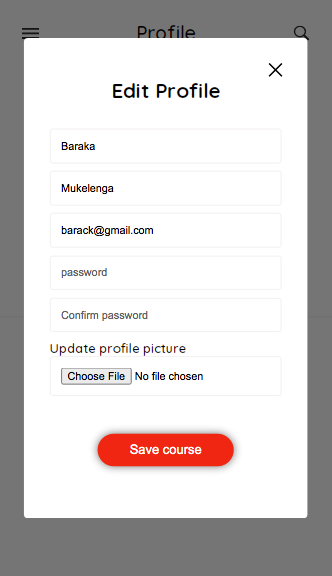 Profile
Edit Profile
Baraka
Mukelenga
barack@gmail.com
password
Confirm password
Update profile picture
Choose File No file chosen
Save course